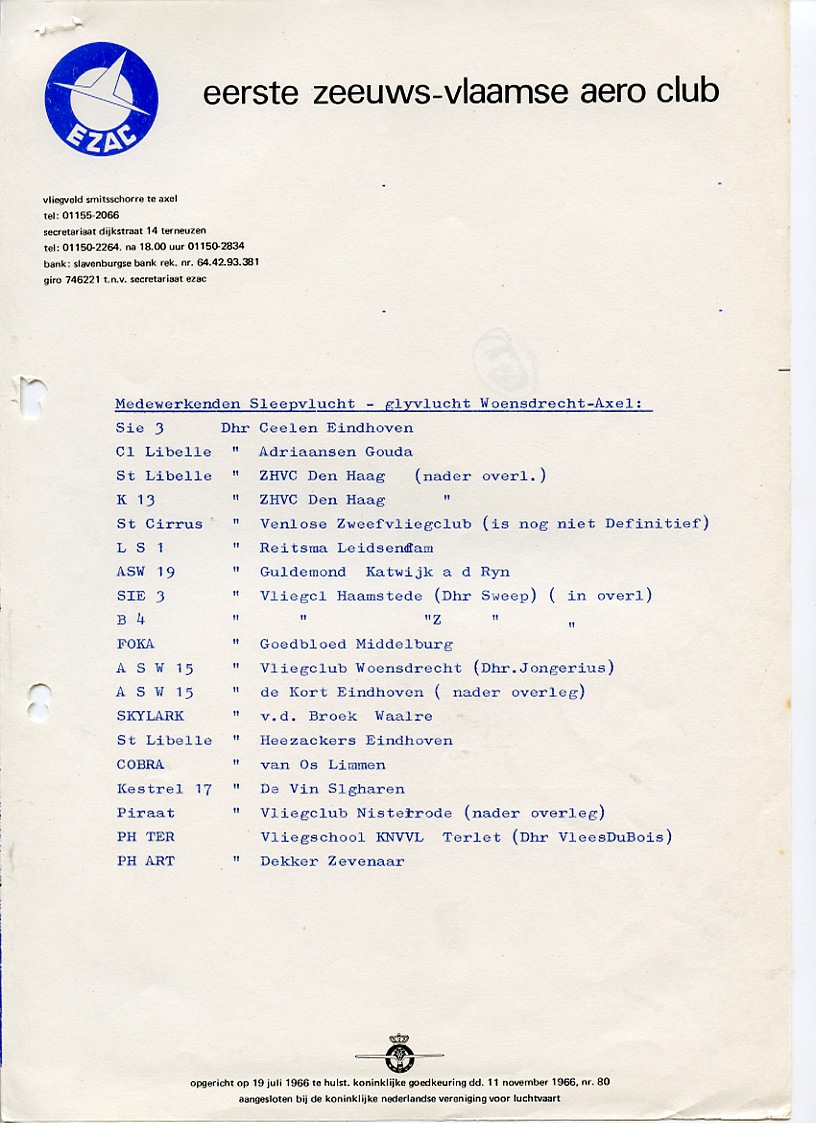 EZAC
eerste zeeuws-vlaamse aero club
vliegveld smitsschorre te axel
tel: 01155-2066
secretariaat dijkstraat 14 terneuzen
tel: 01150-2264. na 18.00 uur 01150-2834
bank: slavenburgse bank rek. nr. 64.42.93.381
giro 746221 t.n.v. secretariaat ezac
Medewerkenden Sleepvlucht - glyvlucht Woensdrecht-Axel:
Sie 3 Dhr Ceelen Eindhoven
Cl Libelle " Adriaansen Gouda
St Libelle " ZHVC Den Haag (nader overl.)
K 13 " ZHVC Den Haag "
St Cirrus " Venlose Zweefvliegclub (is nog niet Definitief)
L S 1 " Reitsma Leidsendam
ASW 19 " Guldemond Katwijk a d Ryn
SIE 3 " Vliegcl Haamstede (Dhr Sweep) ( in overl)
B 4 " " "Z " "
FOKA " Goedbloed Middelburg
A S W 15 " Vliegclub Woensdrecht (Dhr.Jongerius)
A S W 15 " de Kort Eindhoven ( nader overleg)
SKYLARK " v.d. Broek Waalre
St Libelle " Heezackers Eindhoven
COBRA " van Os Limmen
Kestrel 17 " De Vin Slgharen
Piraat " Vliegclub Nistelrode (nader overleg)
PH TER Vliegschool KNVVL Terlet (Dhr VleesDuBois)
PH ART " Dekker Zevenaar
opgericht op 19 juli 1966 te hulst. koninklijke goedkeuring dd. 11 november 1966, nr. 80
aangesloten bij de koninklijke nederlandse vereniging voor luchtvaart